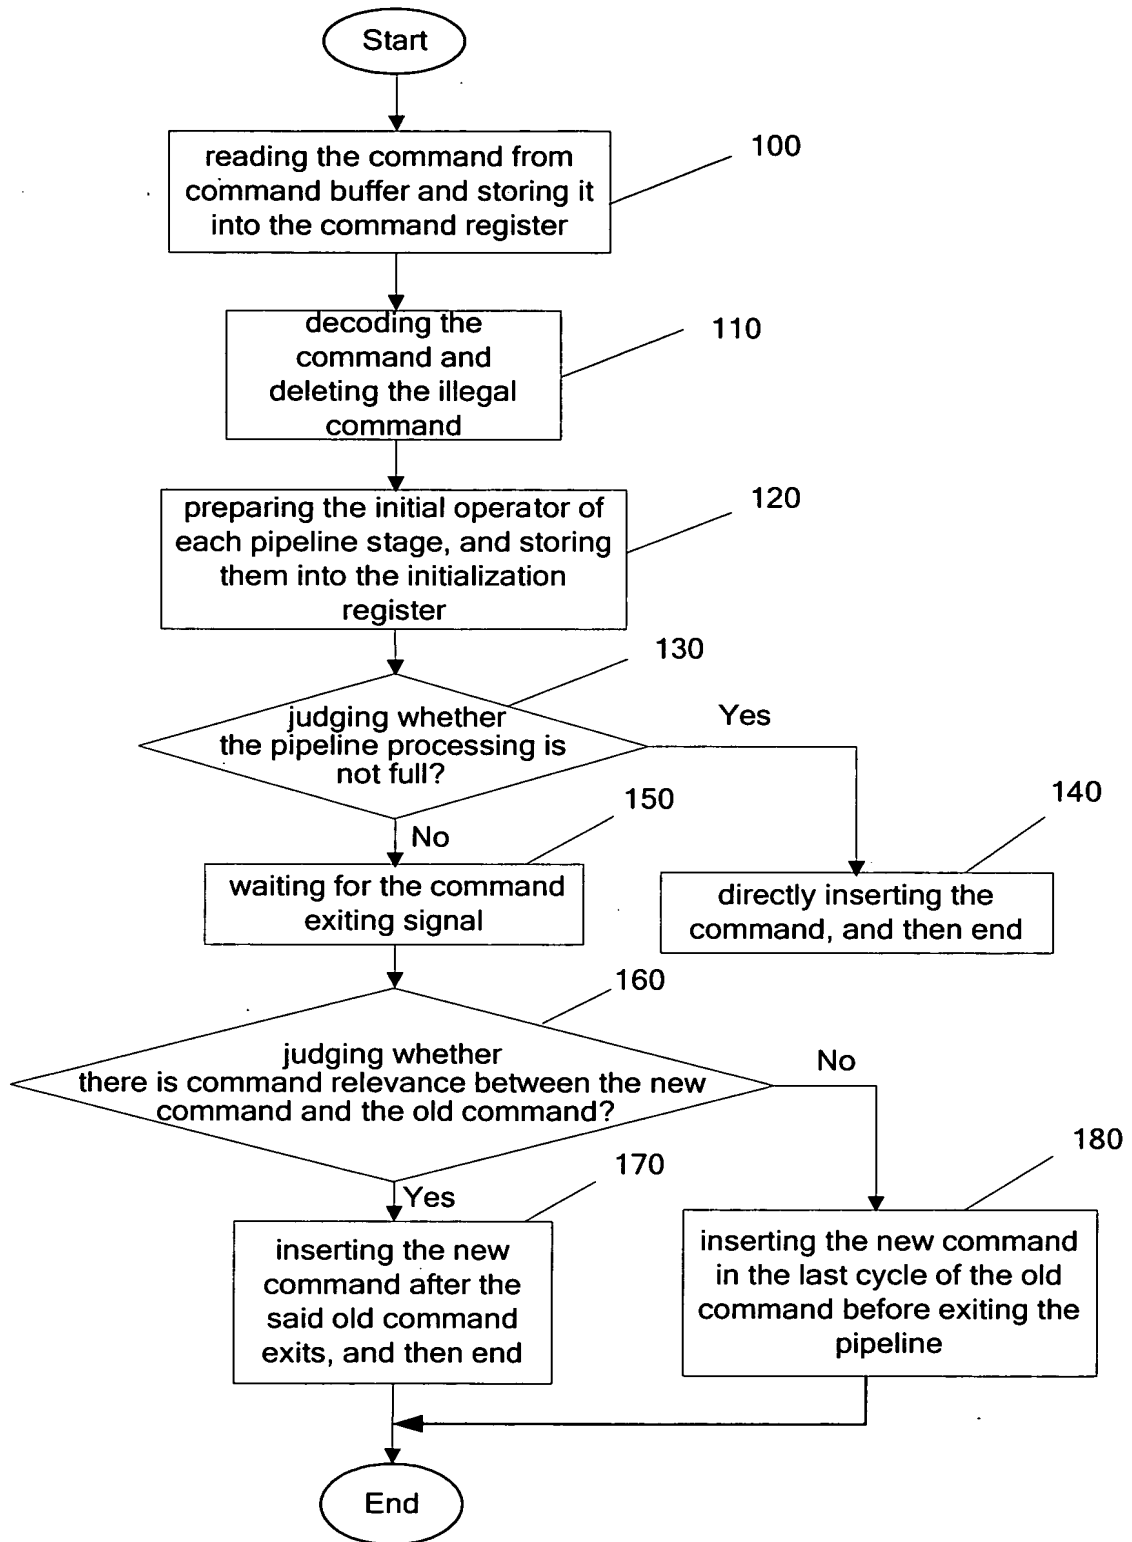 Start
reading the command from
command buffer and storing it
into the command register
100
decoding the
command and
deleting the illegal
command
110
preparing the initial operator of
each pipeline stage, and storing
them into the initialization
register
120
130
judging whether
the pipeline processing is
not full?
Yes
No
150
140
waiting for the command
exiting signal
directly inserting the
command, and then end
160
judging whether
there is command relevance between the new
command and the old command?
No
Yes
170
180
inserting the new
command after the
said old command
exits, and then end
inserting the new command
in the last cycle of the old
command before exiting the
pipeline
End